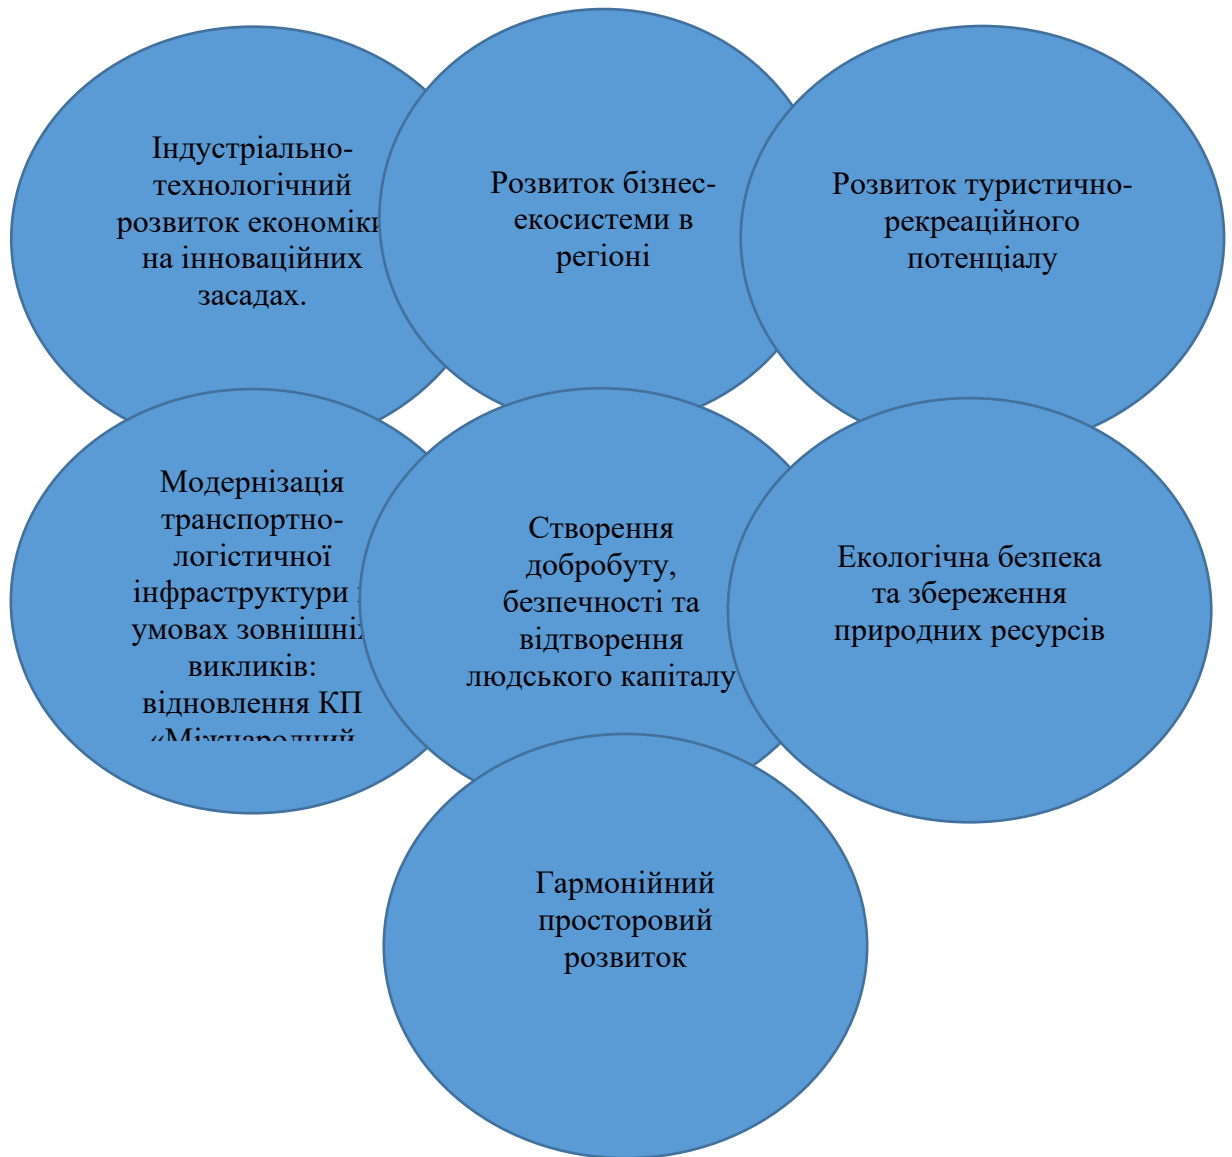 Індустріально-
технологічний
розвиток економіки
на інноваційних
засадах.
Розвиток бізнес-
екосистеми в
регіоні
Розвиток туристично-
рекреаційного
потенціалу
Модернізація
транспортно-
логістичної
інфраструктури
умовах зовнішніх
викликів:
відновлення КП
«Міжнародний
Створення
добробуту,
безпечності та
відтворення
людського капіталу
Екологічна безпека
та збереження
природних ресурсів
Гармонійний
просторовий
розвиток